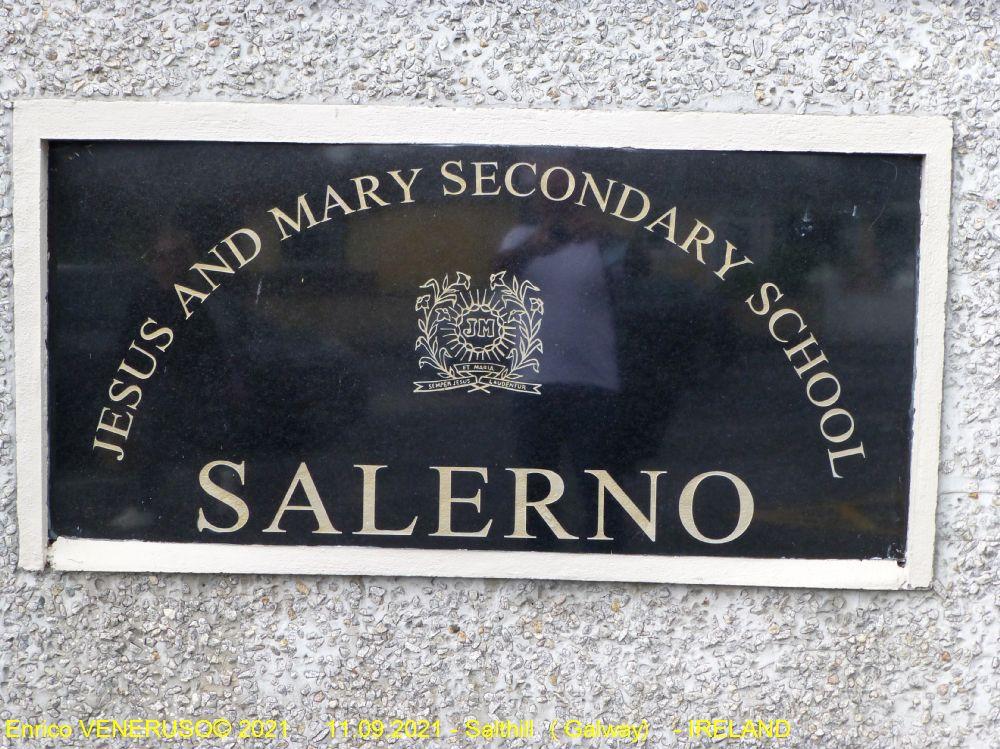 JESUS AND MARY SECONDARY SCHOOL
JM
ET MARIA
SEMPER JESUS LAUDENTUR
SALERNO
Enrico VENERUSO© 2021 11.09.2021 - Salthill ( Galway) - IRELAND